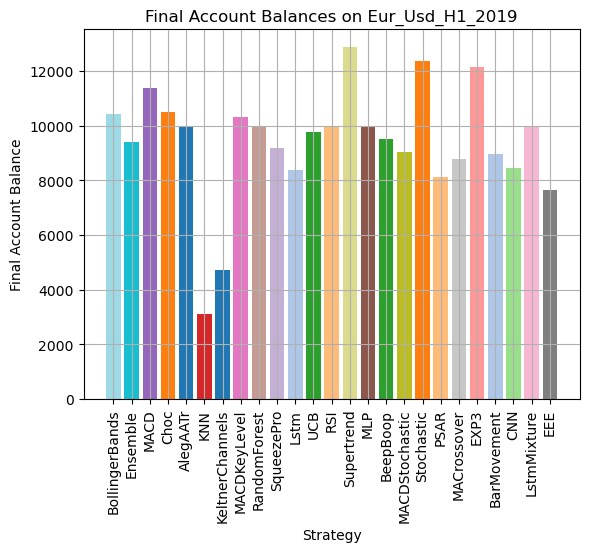 Final Account Balances on Eur_Usd_H1_2019
Final Account Balance
12000
10000
8000
6000
4000
2000
0
BollingerBands
Ensemble
MACD
Choc
AlegAATr
KNN
KeltnerChannels
MACDKeyLevel
RandomForest
SqueezePro
Lstm
UCB
RSI
Supertrend
MLP
BeepBoop
MACDStochastic
Stochastic
PSAR
MACrossover
EXP3
BarMovement
CNN
LstmMixture
EEE
Strategy